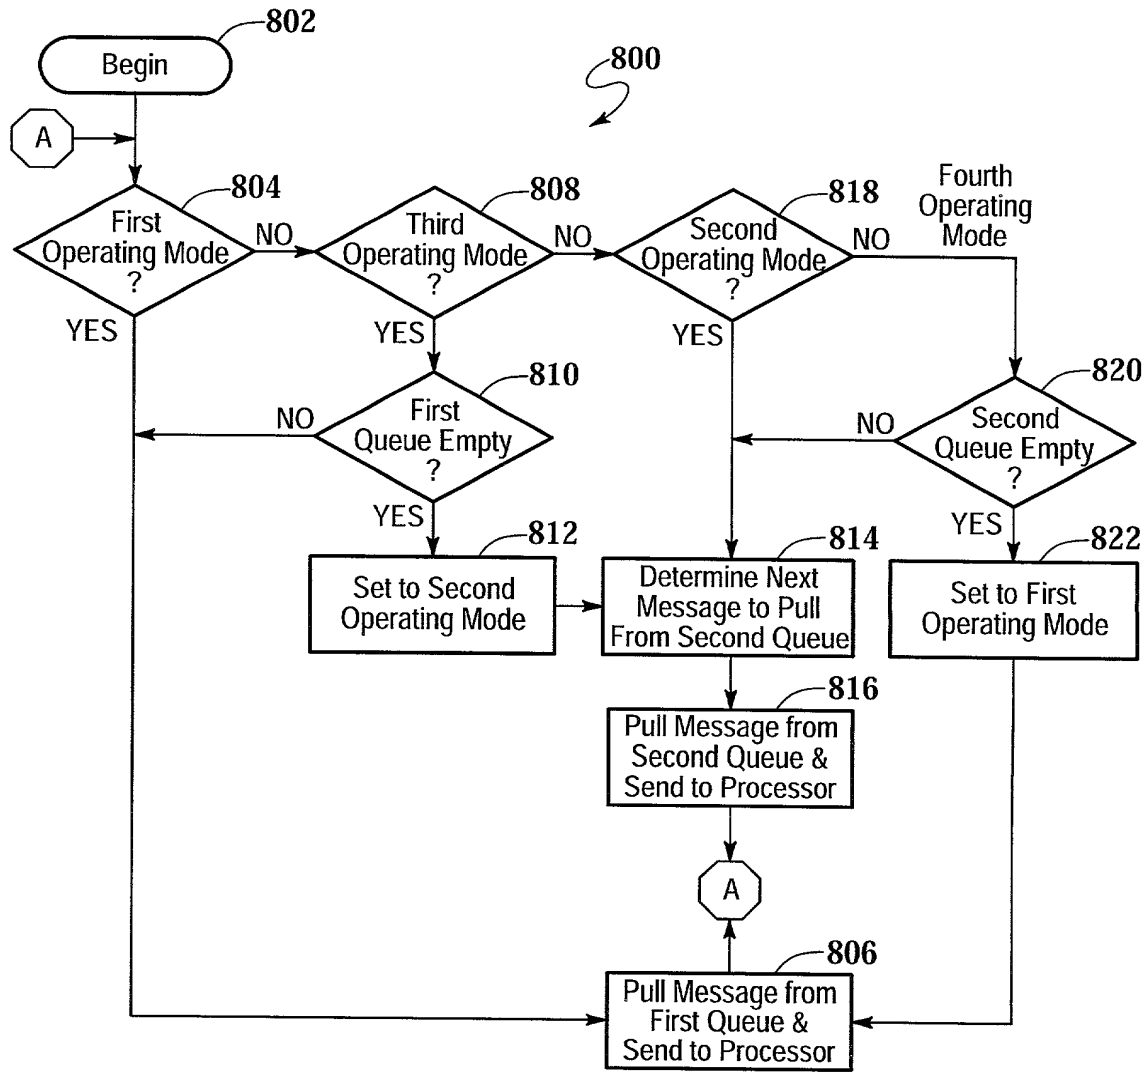 802
Begin
800
A
804
First
Operating Mode
?
NO
YES
808
Third
Operating Mode
?
NO
YES
818
Second
Operating Mode
?
NO
YES
Fourth
Operating
Mode
810
First
Queue Empty
?
NO
YES
820
Second
Queue Empty
?
NO
YES
812
Set to Second
Operating Mode
814
Determine Next
Message to Pull
From Second Queue
822
Set to First
Operating Mode
816
Pull Message from
Second Queue &
Send to Processor
A
806
Pull Message from
First Queue &
Send to Processor